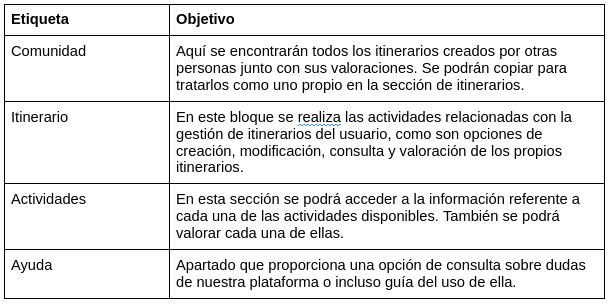 Etiqueta Objetivo
Comunidad Aquí se encontrarán todos los itinerarios creados por otras
personas junto con sus valoraciones. Se podrán copiar para
tratarlos como uno propio en la sección de itinerarios.
Itinerario En este bloque se realiza las actividades relacionadas con la
gestión de itinerarios del usuario, como son opciones de
creación, modificación, consulta y valoración de los propios
itinerarios.
Actividades En esta sección se podrá acceder a la información referente a
cada una de las actividades disponibles. También se podrá
valorar cada una de ellas.
Ayuda Apartado que proporciona una opción de consulta sobre dudas
de nuestra plataforma o incluso guía del uso de ella.